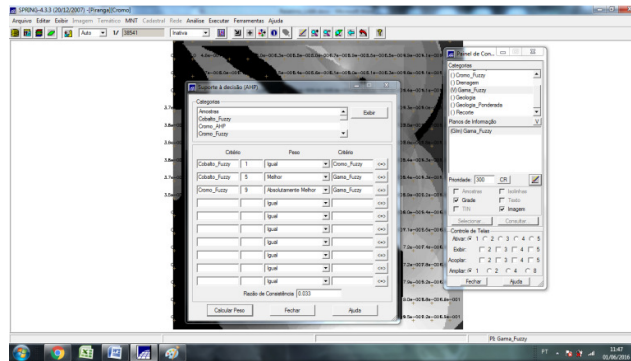 SPRING-4.3.3 (20/12/2007) -[Piranga][Cromo]
Arquivo Editar Exibir Imagem Temático MNT Cadastral Rede Análise Executar Ferramentas Ajuda
Auto 1/ 38541 Inativa
Suporte à decisão (AHP)
Categorias
Amostras
Cobalto_Fuzzy
Cromo_AHP
Cromo_Fuzzy
Exibir
Critério Peso Critério
Cobalto_Fuzzy 1 Igual Cromo_Fuzzy <=>
Cobalto_Fuzzy 5 Melhor Gama_Fuzzy <=>
Cromo_Fuzzy 9 Absolutamente Melhor Gama_Fuzzy <=>
Igual <=>
Igual <=>
Igual <=>
Igual <=>
Igual <=>
Igual <=>
Igual <=>
Razão de Consistência 0.033
Calcular Peso Fechar Ajuda
Painel de Con...
Categorias
() Cromo_Fuzzy
() Drenagem
(V) Gama_Fuzzy
() Geologia
() Geologia_Ponderada
() Recorte
Planos de Informação V
(GIm) Gama_Fuzzy
Prioridade: 300 CR
Amostras Isolinhas
Grade Texto
TIN Imagem
Selecionar Consultar
Controle de Telas
Ativar: 1 2 3 4 5
Exibir: 2 3 4 5
Acoplar: 2 3 4 5
Ampliar: 1 2 4 8
Fechar Ajuda
PI: Gama_Fuzzy
PT 11:47
01/06/2016